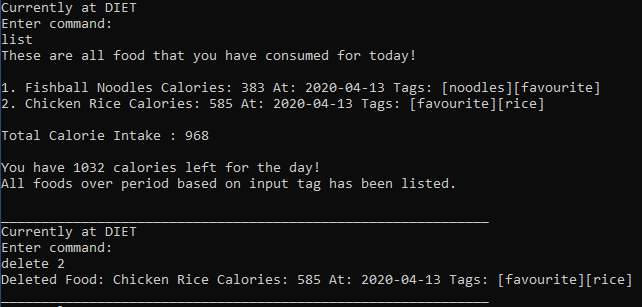 Currently at DIET
Enter command:
list
These are all food that you have consumed for today!
1. Fishball Noodles Calories: 383 At: 2020-04-13 Tags: [noodles][favourite]
2. Chicken Rice Calories: 585 At: 2020-04-13 Tags: [favourite][rice]
Total Calorie Intake : 968
You have 1032 calories left for the day!
All foods over period based on input tag has been listed.
Currently at DIET
Enter command:
delete 2
Deleted Food: Chicken Rice Calories: 585 At: 2020-04-13 Tags: [favourite][rice]